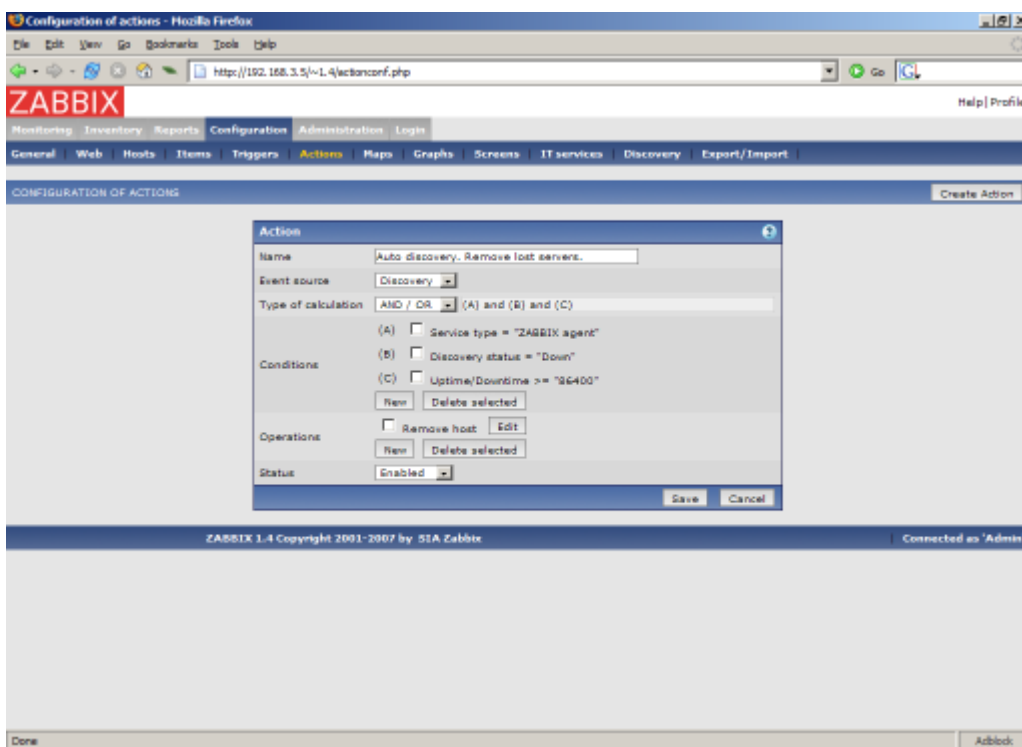 Configuration of actions - Mozilla Firefox
File Edit View Go Bookmarks Tools Help
http://192.168.3.5/~1.4/actionconf.php Go G
ZABBIX Help | Profile
Monitoring Inventory Reports Configuration Administration Login
General | Web | Hosts | Items | Triggers | Actions | Maps | Graphs | Screens | IT services | Discovery | Export/Import |
CONFIGURATION OF ACTIONS Create Action
Action
Name Auto discovery. Remove lost servers.
Event source Discovery
Type of calculation AND / OR (A) and (B) and (C)
(A) Service type = "ZABBIX agent"
(B) Discovery status = "Down"
Conditions
(C) Uptime/Downtime >= "86400"
New Delete selected
Remove host Edit
Operations
New Delete selected
Status Enabled
Save Cancel
ZABBIX 1.4 Copyright 2001-2007 by SIA Zabbix | Connected as 'Admin
Done Adblock